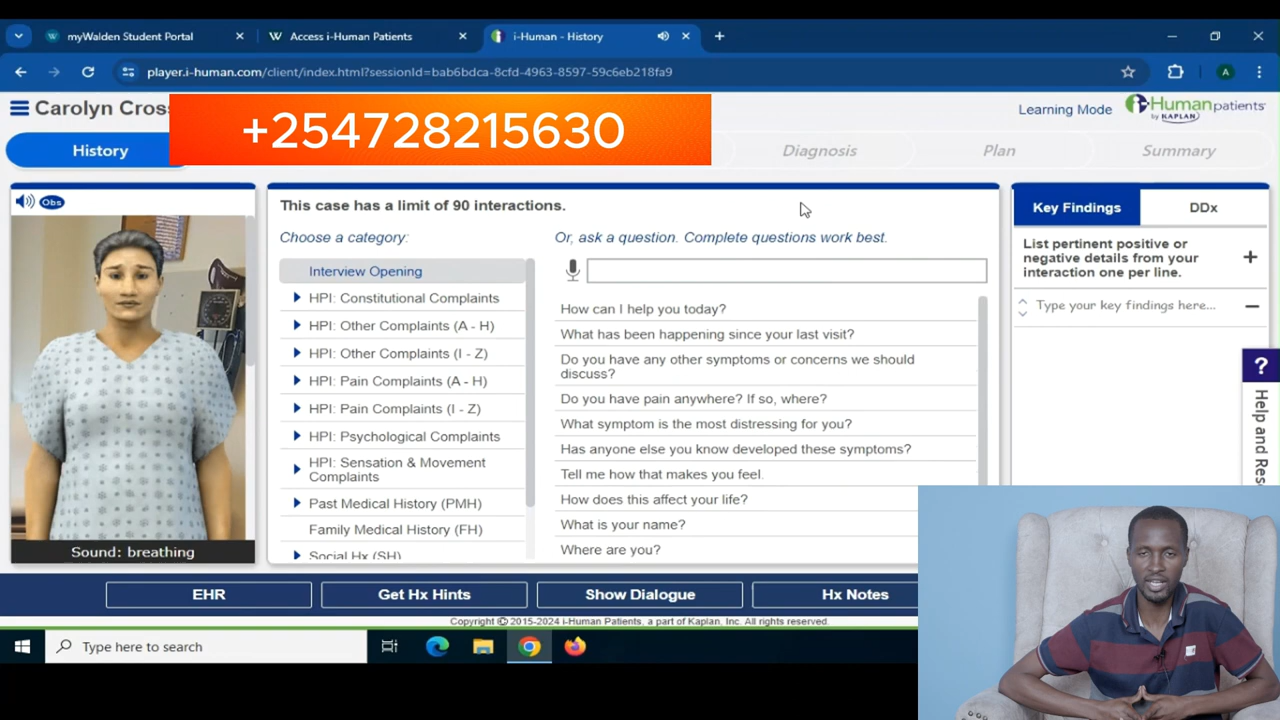 myWalden Student Portal
Access i-Human Patients
i-Human - History
player.i-human.com/client/index.html?sessionId=bab6bdca-8cfd-4963-8597-59c6eb218fa9
A
Carolyn Cross
+254728215630
Learning Mode
i-Human patients
by KAPLAN
History
Diagnosis
Plan
Summary
Obs
Sound: breathing
This case has a limit of 90 interactions.
Choose a category:
Interview Opening
HPI: Constitutional Complaints
HPI: Other Complaints (A - H)
HPI: Other Complaints (I - Z)
HPI: Pain Complaints (A - H)
HPI: Pain Complaints (I - Z)
HPI: Psychological Complaints
HPI: Sensation & Movement
Complaints
Past Medical History (PMH)
Family Medical History (FH)
Social Hx (SH)
Or, ask a question. Complete questions work best.
How can I help you today?
What has been happening since your last visit?
Do you have any other symptoms or concerns we should
discuss?
Do you have pain anywhere? If so, where?
What symptom is the most distressing for you?
Has anyone else you know developed these symptoms?
Tell me how that makes you feel.
How does this affect your life?
What is your name?
Where are you?
Key Findings
DDx
List pertinent positive or
negative details from your
interaction one per line.
Type your key findings here...
?
Help and Res
EHR
Get Hx Hints
Show Dialogue
Hx Notes
Copyright © 2015-2024 i-Human Patients, a part of Kaplan, Inc. All rights reserved.
Type here to search